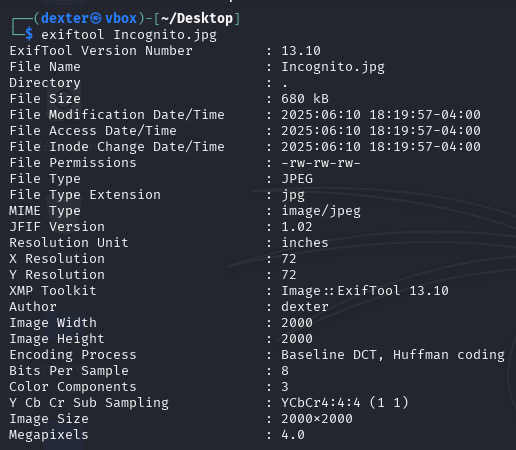 ┌──(dexter㉿vbox)-[~/Desktop]
└─$ exiftool Incognito.jpg
ExifTool Version Number         : 13.10
File Name                       : Incognito.jpg
Directory                       : .
File Size                       : 680 kB
File Modification Date/Time     : 2025:06:10 18:19:57-04:00
File Access Date/Time           : 2025:06:10 18:19:57-04:00
File Inode Change Date/Time     : 2025:06:10 18:19:57-04:00
File Permissions                : -rw-rw-rw-
File Type                       : JPEG
File Type Extension             : jpg
MIME Type                       : image/jpeg
JFIF Version                    : 1.02
Resolution Unit                 : inches
X Resolution                    : 72
Y Resolution                    : 72
XMP Toolkit                     : Image::ExifTool 13.10
Author                          : dexter
Image Width                     : 2000
Image Height                    : 2000
Encoding Process                : Baseline DCT, Huffman coding
Bits Per Sample                 : 8
Color Components                : 3
Y Cb Cr Sub Sampling            : YCbCr4:4:4 (1 1)
Image Size                      : 2000×2000
Megapixels                      : 4.0